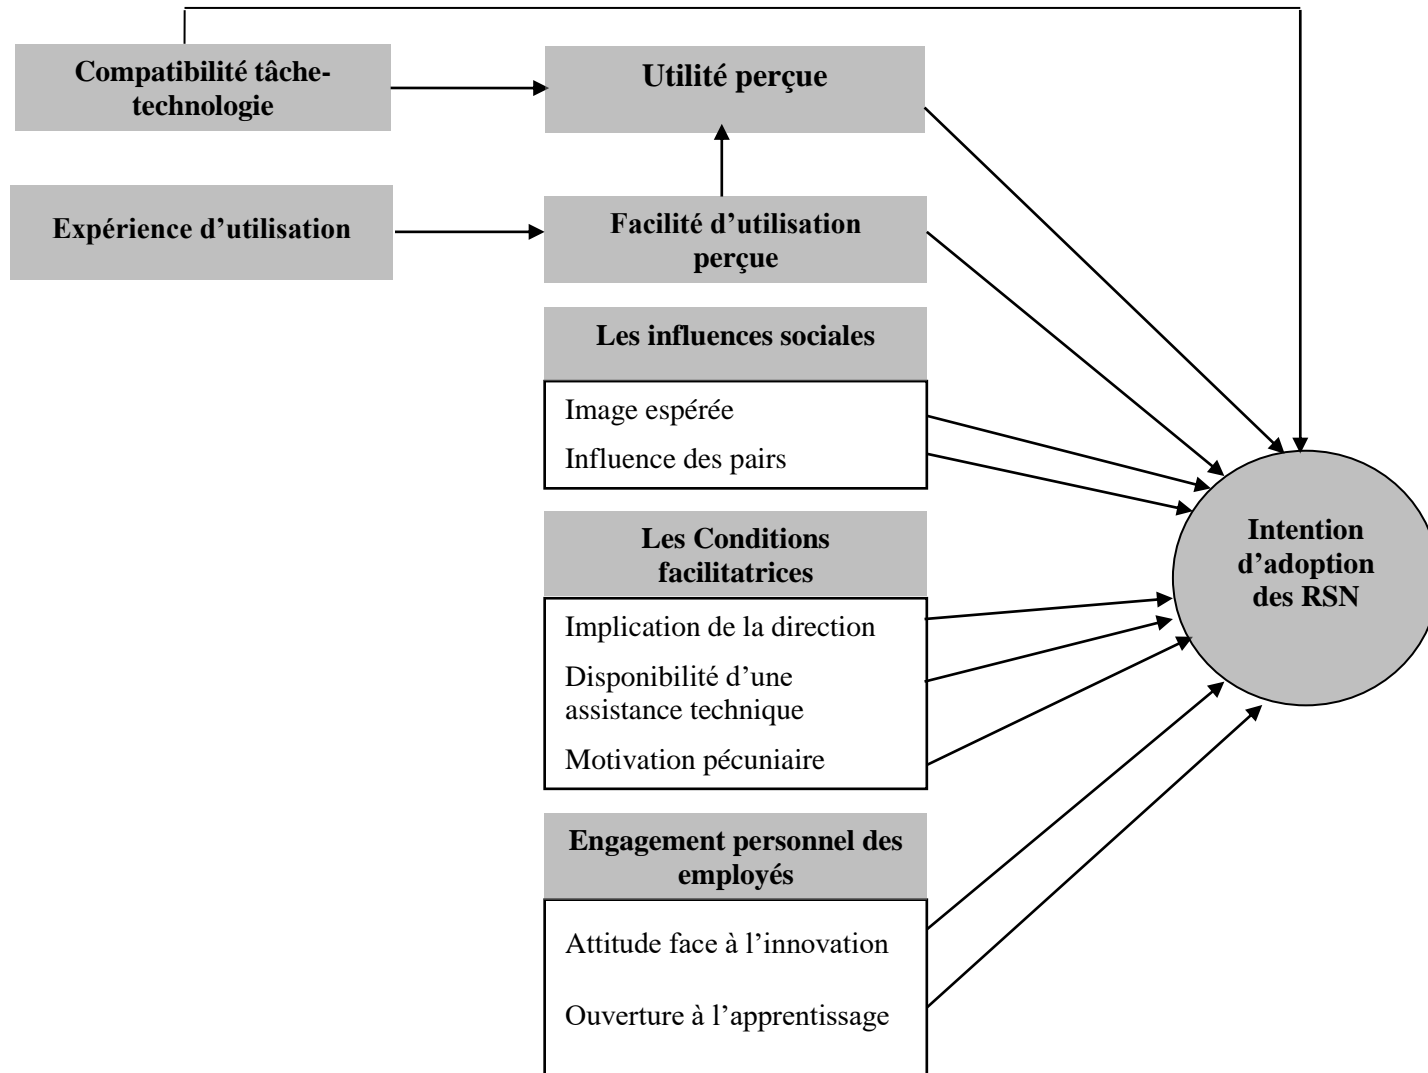 Compatibilité tâche-
technologie
Utilité perçue
Expérience d’utilisation
Facilité d’utilisation
perçue
Les influences sociales
Image espérée
Influence des pairs
Les Conditions
facilitatrices
Implication de la direction
Disponibilité d’une
assistance technique
Motivation pécuniaire
Engagement personnel des
employés
Attitude face à l’innovation
Ouverture à l’apprentissage
Intention
d’adoption
des RSN